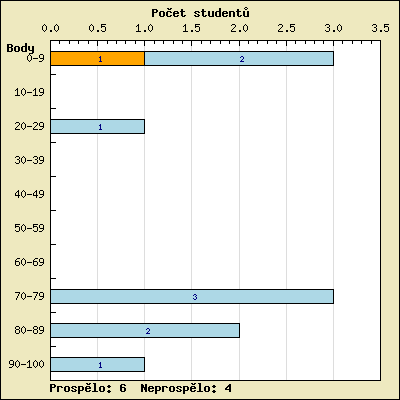 Počet studentů
0.0 0.5 1.0 1.5 2.0 2.5 3.0 3.5
Body
0-9 1 2
10-19
20-29 1
30-39
40-49
50-59
60-69
70-79 3
80-89 2
90-100 1
Prospělo: 6 Neprospělo: 4